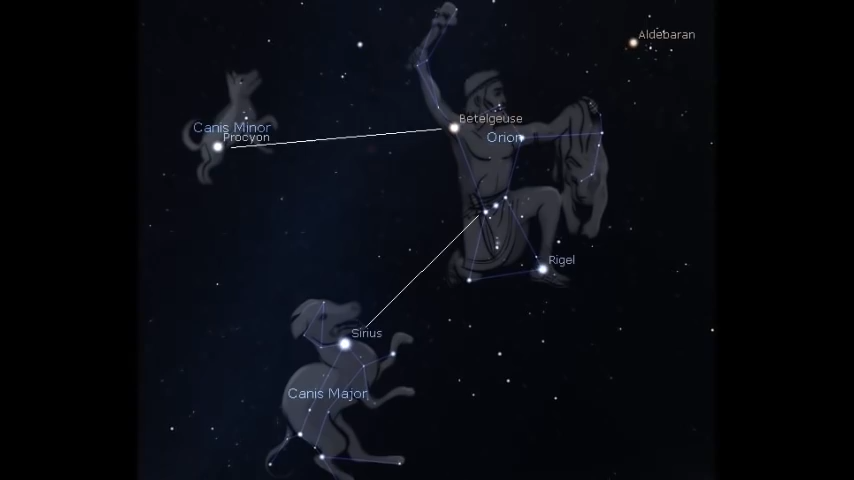 Aldebaran
Betelgeuse
Canis Minor
Procyon
Orion
Rigel
Sirius
Canis Major